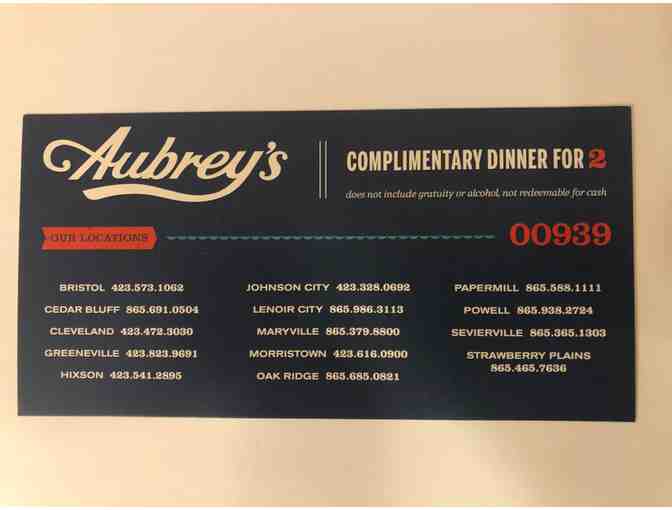 Aubrey's
COMPLIMENTARY DINNER FOR 2
does not include gratuity or alcohol, not redeemable for cash
OUR LOCATIONS
00939
BRISTOL 423.573.1062
CEDAR BLUFF 865.691.0504
CLEVELAND 423.472.3030
GREENEVILLE 423.823.9691
HIXSON 423.541.2895
JOHNSON CITY 423.328.0692
LENOIR CITY 865.986.3113
MARYVILLE 865.379.8800
MORRISTOWN 423.616.0900
OAK RIDGE 865.685.0821
PAPERMILL 865.588.1111
POWELL 865.938.2724
SEVIERVILLE 865.365.1303
STRAWBERRY PLAINS
865.465.7636